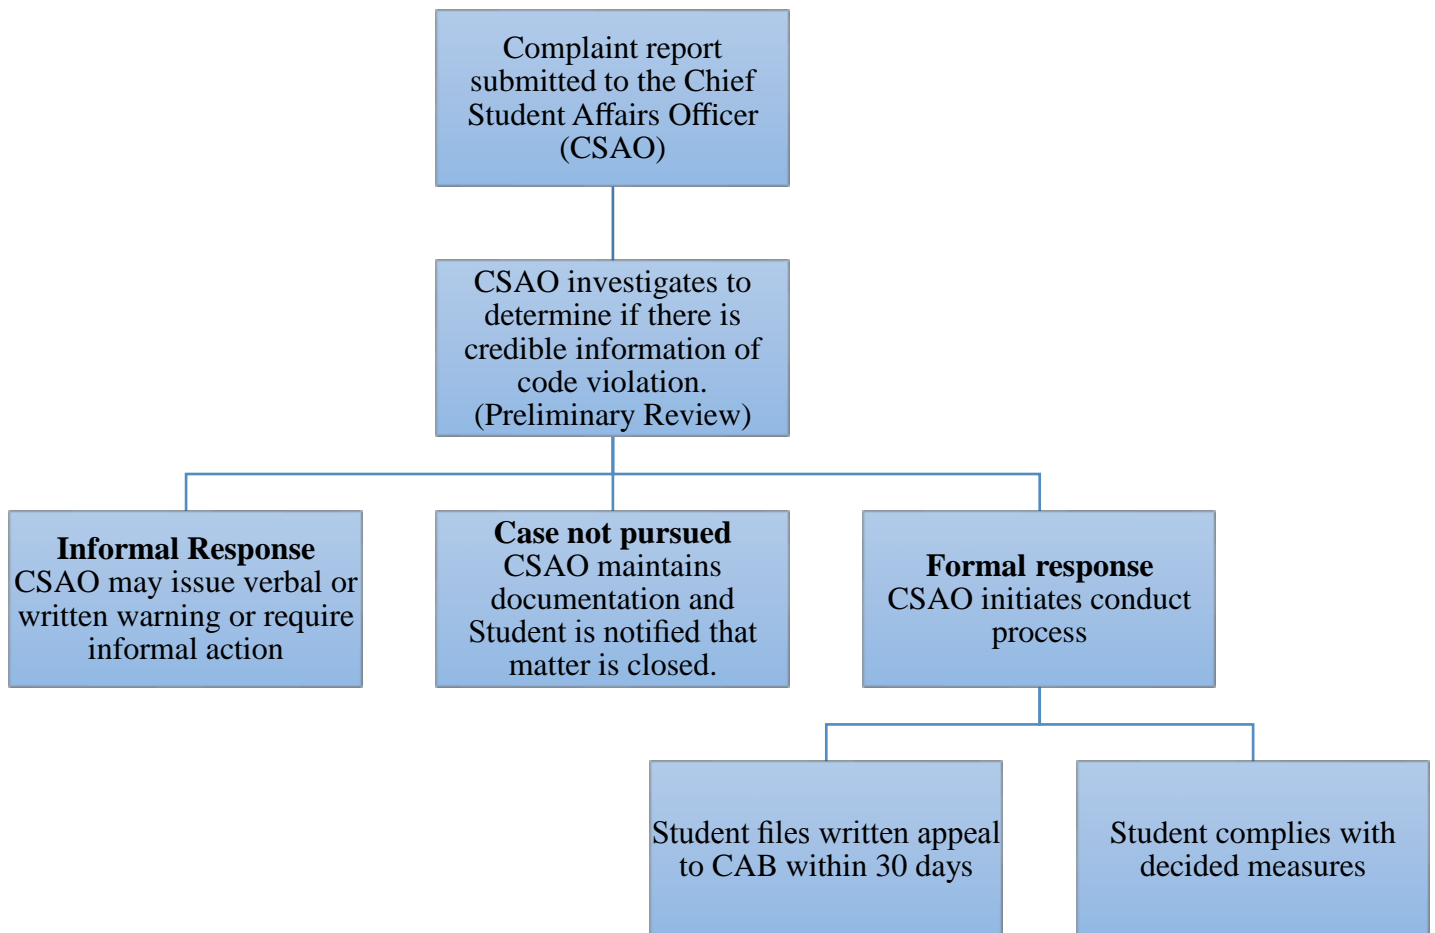 Complaint report
submitted to the Chief
Student Affairs Officer
(CSAO)
CSAO investigates to
determine if there is
credible information of
code violation.
(Preliminary Review)
Informal Response
CSAO may issue verbal or
written warning or require
informal action
Case not pursued
CSAO maintains
documentation and
Student is notified that
matter is closed.
Formal response
CSAO initiates conduct
process
Student files written appeal
to CAB within 30 days
Student complies with
decided measures